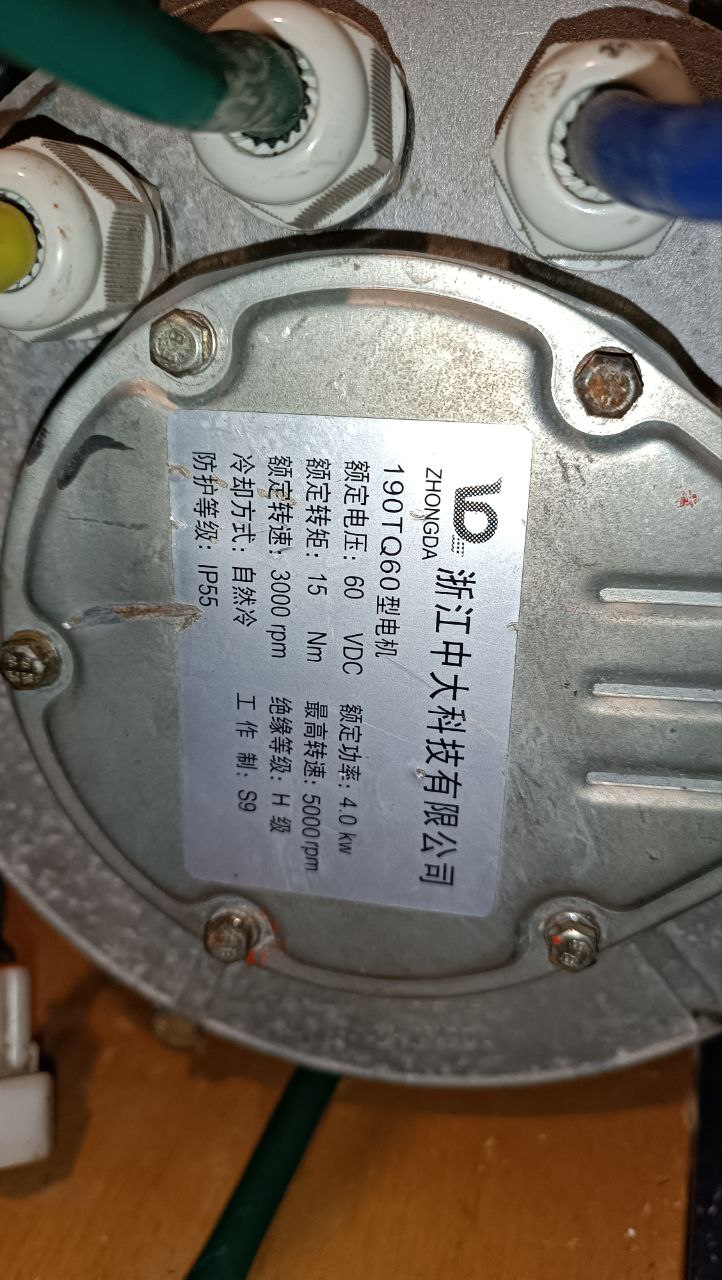 ZHONGDA
浙江中大科技有限公司
190TQ60型电机
额定电压: 60 VDC 额定功率: 4.0 kw
额定转矩: 15 Nm 最高转速: 5000rpm
额定转速: 3000 rpm 绝缘等级: H 级
冷却方式: 自然冷 工 作 制: S9
防护等级: IP55